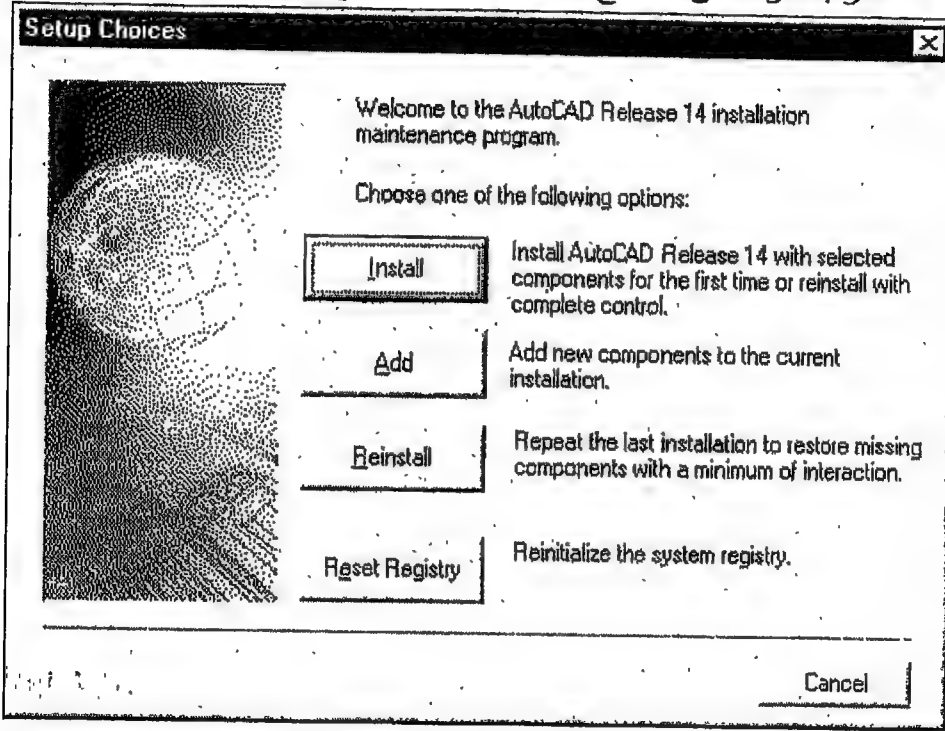 Setup Choices
Welcome to the AutoCAD Release 14 installation
maintenance program.
Choose one of the following options:
Install
Install AutoCAD Release 14 with selected
components for the first time or reinstall with
complete control.
Add
Add new components to the current
installation.
Reinstall
Repeat the last installation to restore missing
components with a minimum of interaction.
Reset Registry
Reinitialize the system registry.
Cancel